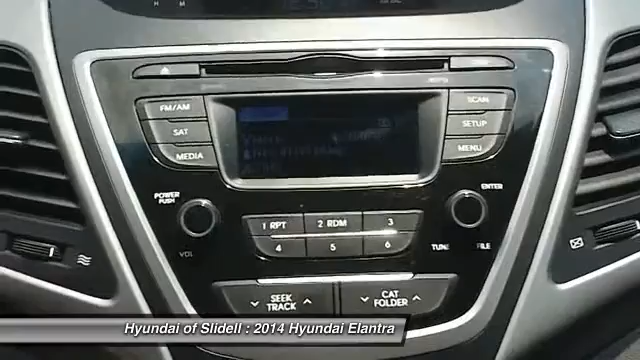 H M
FM/AM
SCAN
SAT
SETUP
MEDIA
MENU
POWER
PUSH
ENTER
1 RPT 2 RDM 3
4 5 6
VOL
TUNE FILE
SEEK
TRACK
CAT
FOLDER
Hyundai of Slidell : 2014 Hyundai Elantra